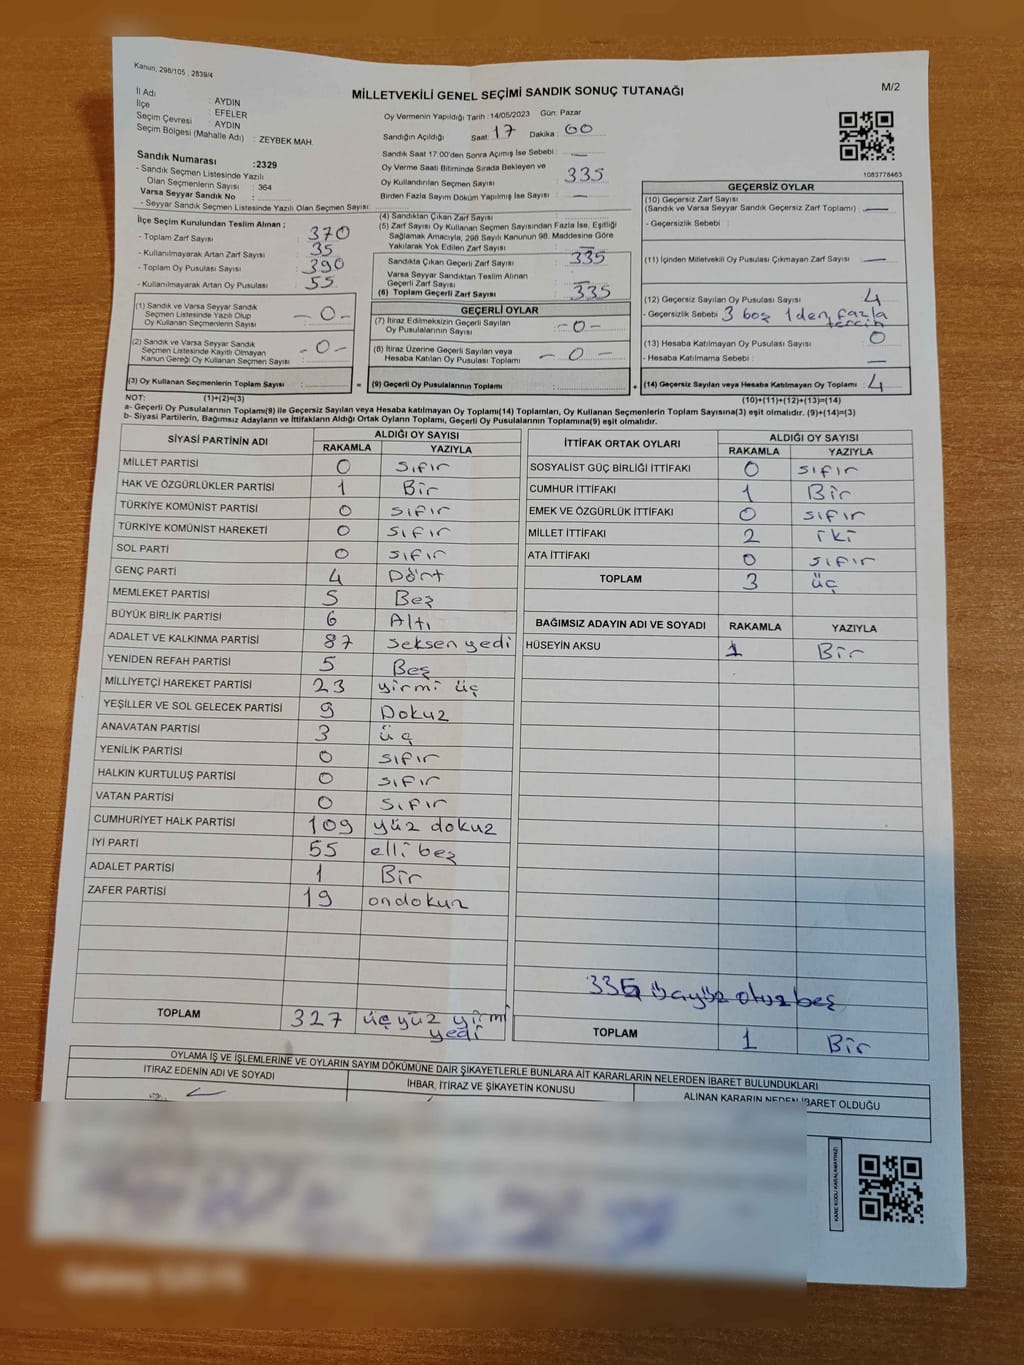 Kanun; 298/105 , 2839/4
M/2
MİLLETVEKİLİ GENEL SEÇİMİ SANDIK SONUÇ TUTANAĞI
İl Adı : AYDIN
İlçe : EFELER
Seçim Çevresi : AYDIN
Seçim Bölgesi (Mahalle Adı) : ZEYBEK MAH.
Sandık Numarası :2329
- Sandık Seçmen Listesinde Yazılı
Olan Seçmenlerin Sayısı : 364
Varsa Seyyar Sandık No :
- Seyyar Sandık Seçmen Listesinde Yazılı Olan Seçmen Sayısı:
Oy Vermenin Yapıldığı Tarih :14/05/2023 Gün: Pazar
Sandığın Açıldığı Saat: 17 Dakika : 00
Sandık Saat 17:00'den Sonra Açılmış İse Sebebi : —
Oy Verme Saati Bitiminde Sırada Bekleyen ve
Oy Kullandırılan Seçmen Sayısı : 335
Birden Fazla Sayım Döküm Yapılmış İse Sayısı : —
1083778463
İlçe Seçim Kurulundan Teslim Alınan ;
- Toplam Zarf Sayısı : 370
- Kullanılmayarak Artan Zarf Sayısı : 35
- Toplam Oy Pusulası Sayısı : 390
- Kullanılmayarak Artan Oy Pusulası : 55
(1) Sandık ve Varsa Seyyar Sandık
Seçmen Listesinde Yazılı Olup
Oy Kullanan Seçmenlerin Sayısı : - 0 -
(2) Sandık ve Varsa Seyyar Sandık
Seçmen Listesinde Kayıtlı Olmayan
Kanun Gereği Oy Kullanan Seçmen Sayısı : - 0 -
(3) Oy Kullanan Seçmenlerin Toplam Sayısı :
(4) Sandıktan Çıkan Zarf Sayısı :
(5) Zarf Sayısı Oy Kullanan Seçmen Sayısından Fazla İse, Eşitliği
Sağlamak Amacıyla, 298 Sayılı Kanunun 98. Maddesine Göre
Yakılarak Yok Edilen Zarf Sayısı : —
Sandıkta Çıkan Geçerli Zarf Sayısı : 335
Varsa Seyyar Sandıktan Teslim Alınan
Geçerli Zarf Sayısı : —
(6) Toplam Geçerli Zarf Sayısı : 335
GEÇERLİ OYLAR
(7) İtiraz Edilmeksizin Geçerli Sayılan
Oy Pusulalarının Sayısı : - 0 -
(8) İtiraz Üzerine Geçerli Sayılan veya
Hesaba Katılan Oy Pusulası Toplamı : - 0 -
= (9) Geçerli Oy Pusulalarının Toplamı :
GEÇERSİZ OYLAR
(10) Geçersiz Zarf Sayısı
(Sandık ve Varsa Seyyar Sandık Geçersiz Zarf Toplamı) : —
- Geçersizlik Sebebi :
(11) İçinden Milletvekili Oy Pusulası Çıkmayan Zarf Sayısı : —
(12) Geçersiz Sayılan Oy Pusulası Sayısı : 4
- Geçersizlik Sebebi 3 boş 1 den fazla
tercih
(13) Hesaba Katılmayan Oy Pusulası Sayısı : 0
- Hesaba Katılmama Sebebi : —
+ (14) Geçersiz Sayılan veya Hesaba Katılmayan Oy Toplamı : 4
NOT: (1)+(2)=(3) (10)+(11)+(12)+(13)=(14)
a- Geçerli Oy Pusulalarının Toplamı(9) ile Geçersiz Sayılan veya Hesaba katılmayan Oy Toplamı(14) Toplamları, Oy Kullanan Seçmenlerin Toplam Sayısına(3) eşit olmalıdır. (9)+(14)=(3)
b- Siyasi Partilerin, Bağımsız Adayların ve İttifakların Aldığı Ortak Oyların Toplamı, Geçerli Oy Pusulalarının Toplamına(9) eşit olmalıdır.
SİYASİ PARTİNİN ADI ALDIĞI OY SAYISI
RAKAMLA YAZIYLA
MİLLET PARTİSİ 0 sıfır
HAK VE ÖZGÜRLÜKLER PARTİSİ 1 Bir
TÜRKİYE KOMÜNİST PARTİSİ 0 sıfır
TÜRKİYE KOMÜNİST HAREKETİ 0 sıfır
SOL PARTİ 0 sıfır
GENÇ PARTİ 4 Dört
MEMLEKET PARTİSİ 5 Beş
BÜYÜK BİRLİK PARTİSİ 6 Altı
ADALET VE KALKINMA PARTİSİ 87 seksen yedi
YENİDEN REFAH PARTİSİ 5 Beş
MİLLİYETÇİ HAREKET PARTİSİ 23 yirmi üç
YEŞİLLER VE SOL GELECEK PARTİSİ 9 Dokuz
ANAVATAN PARTİSİ 3 üç
YENİLİK PARTİSİ 0 sıfır
HALKIN KURTULUŞ PARTİSİ 0 sıfır
VATAN PARTİSİ 0 sıfır
CUMHURİYET HALK PARTİSİ 109 yüz dokuz
İYİ PARTİ 55 elli beş
ADALET PARTİSİ 1 Bir
ZAFER PARTİSİ 19 ondokuz
TOPLAM 327 üç yüz yirmi
yedi
İTTİFAK ORTAK OYLARI ALDIĞI OY SAYISI
RAKAMLA YAZIYLA
SOSYALİST GÜÇ BİRLİĞİ İTTİFAKI 0 sıfır
CUMHUR İTTİFAKI 1 Bir
EMEK VE ÖZGÜRLÜK İTTİFAKI 0 sıfır
MİLLET İTTİFAKI 2 iki
ATA İTTİFAKI 0 sıfır
TOPLAM 3 üç
BAĞIMSIZ ADAYIN ADI VE SOYADI RAKAMLA YAZIYLA
HÜSEYİN AKSU 1 Bir
335 üçyüz otuz beş
TOPLAM 1 Bir
OYLAMA İŞ VE İŞLEMLERİNE VE OYLARIN SAYIM DÖKÜMÜNE DAİR ŞİKAYETLERLE BUNLARA AİT KARARLARIN NELERDEN İBARET BULUNDUKLARI
İTİRAZ EDENİN ADI VE SOYADI
İHBAR, İTİRAZ VE ŞİKAYETİN KONUSU
ALINAN KARARIN NEDEN İBARET OLDUĞU
KARE KODU KARALAMAYINIZ!